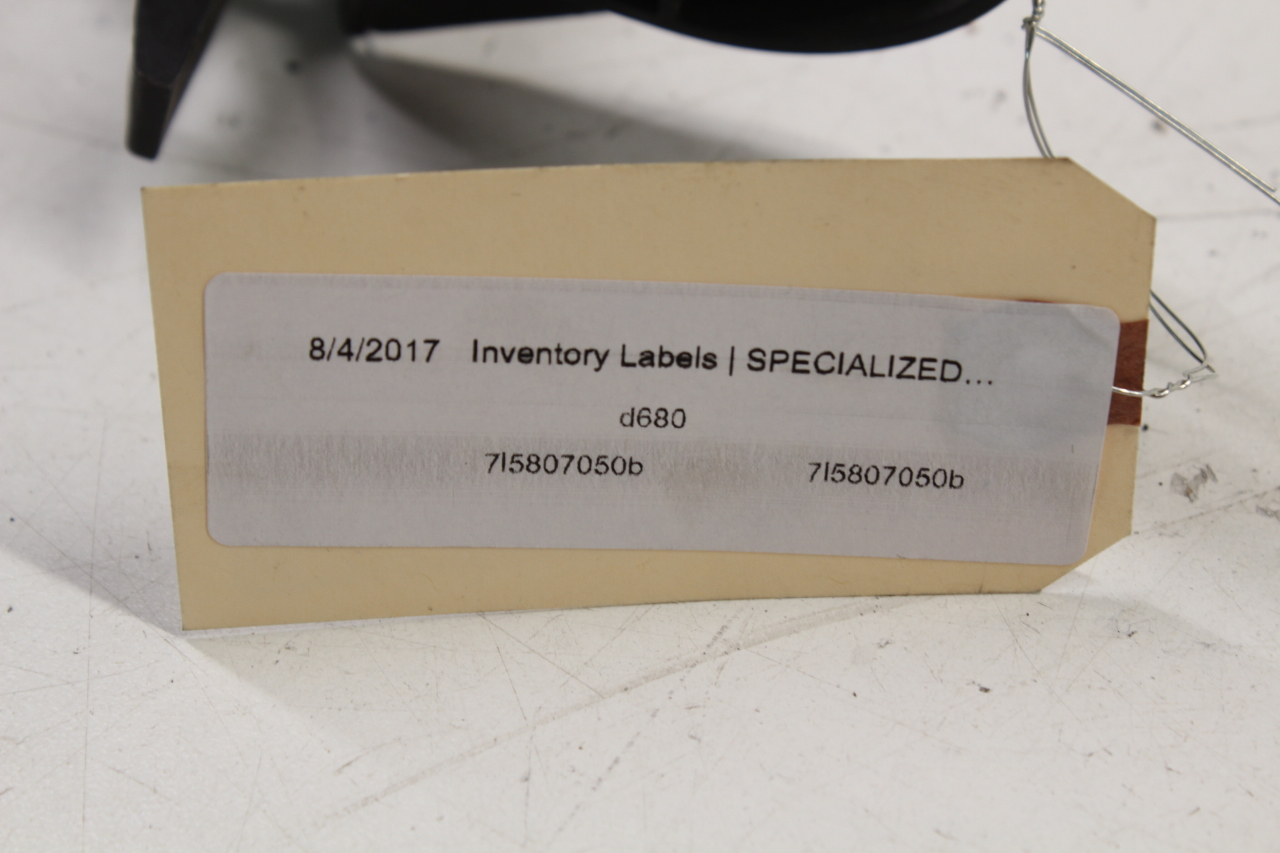 8/4/2017 Inventory Labels | SPECIALIZED...
d680
7l5807050b 7l5807050b